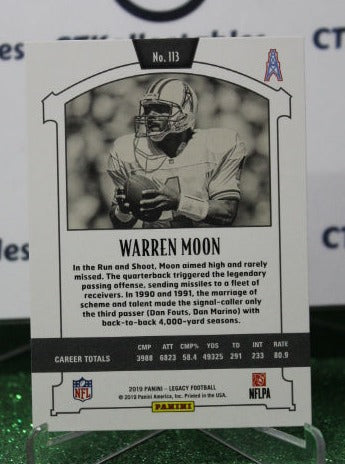 No. 113
WARREN MOON
In the Run and Shoot, Moon aimed high and rarely
missed. The quarterback triggered the legendary
passing offense, sending missiles to a fleet of
receivers. In 1990 and 1991, the marriage of
scheme and talent made the signal-caller only
the third passer (Dan Fouts, Dan Marino) with
back-to-back 4,000-yard seasons.
CMP ATT CMP% YDS TD INT RATE
CAREER TOTALS 3988 6823 58.4 49325 291 233 80.9
2019 PANINI - LEGACY FOOTBALL
© 2019 Panini America, Inc. Printed in the USA.
NFL
PANINI
NFLPA